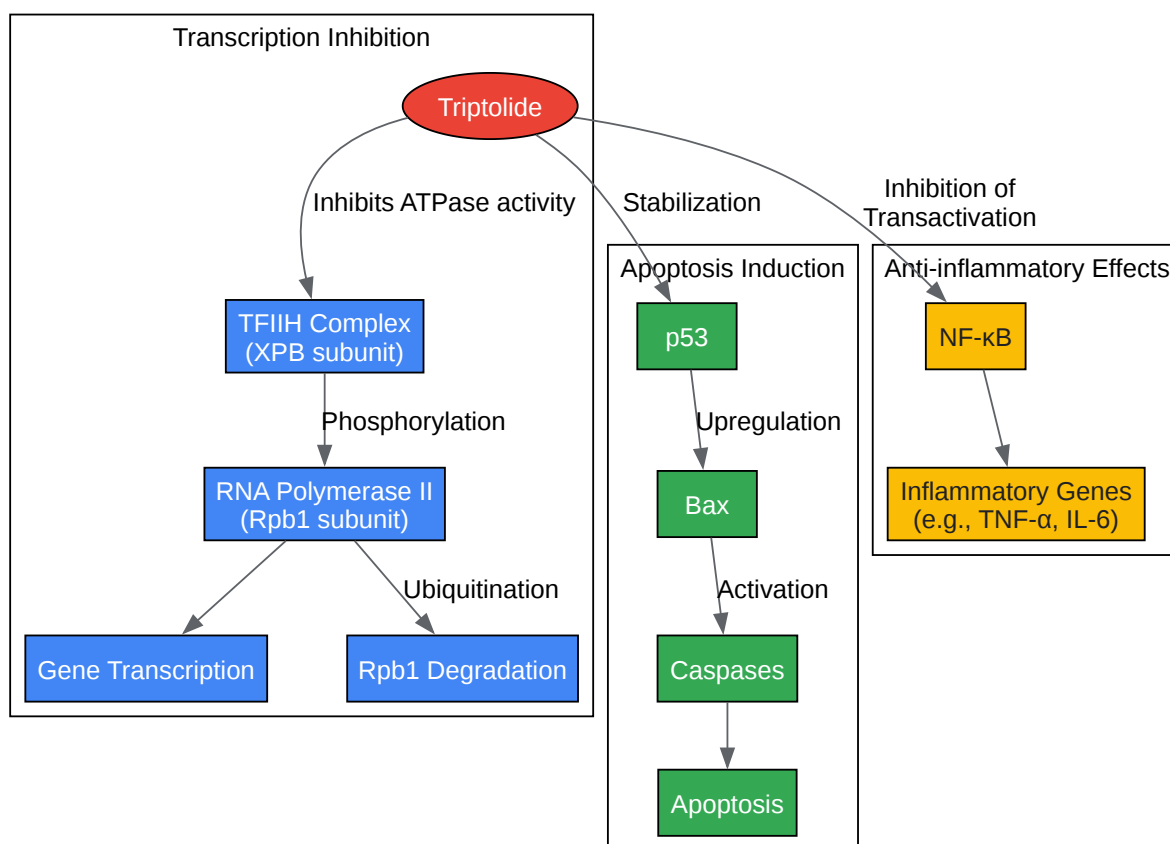 Transcription Inhibition
Triptolide
Inhibits ATPase activity
Stabilization
Inhibition of
Transactivation
Apoptosis Induction
Anti-inflammatory Effects
TFIIH Complex
(XPB subunit)
p53
NF-κB
Phosphorylation
Upregulation
RNA Polymerase II
(Rpb1 subunit)
Bax
Inflammatory Genes
(e.g., TNF-α, IL-6)
Ubiquitination
Activation
Gene Transcription
Rpb1 Degradation
Caspases
Apoptosis